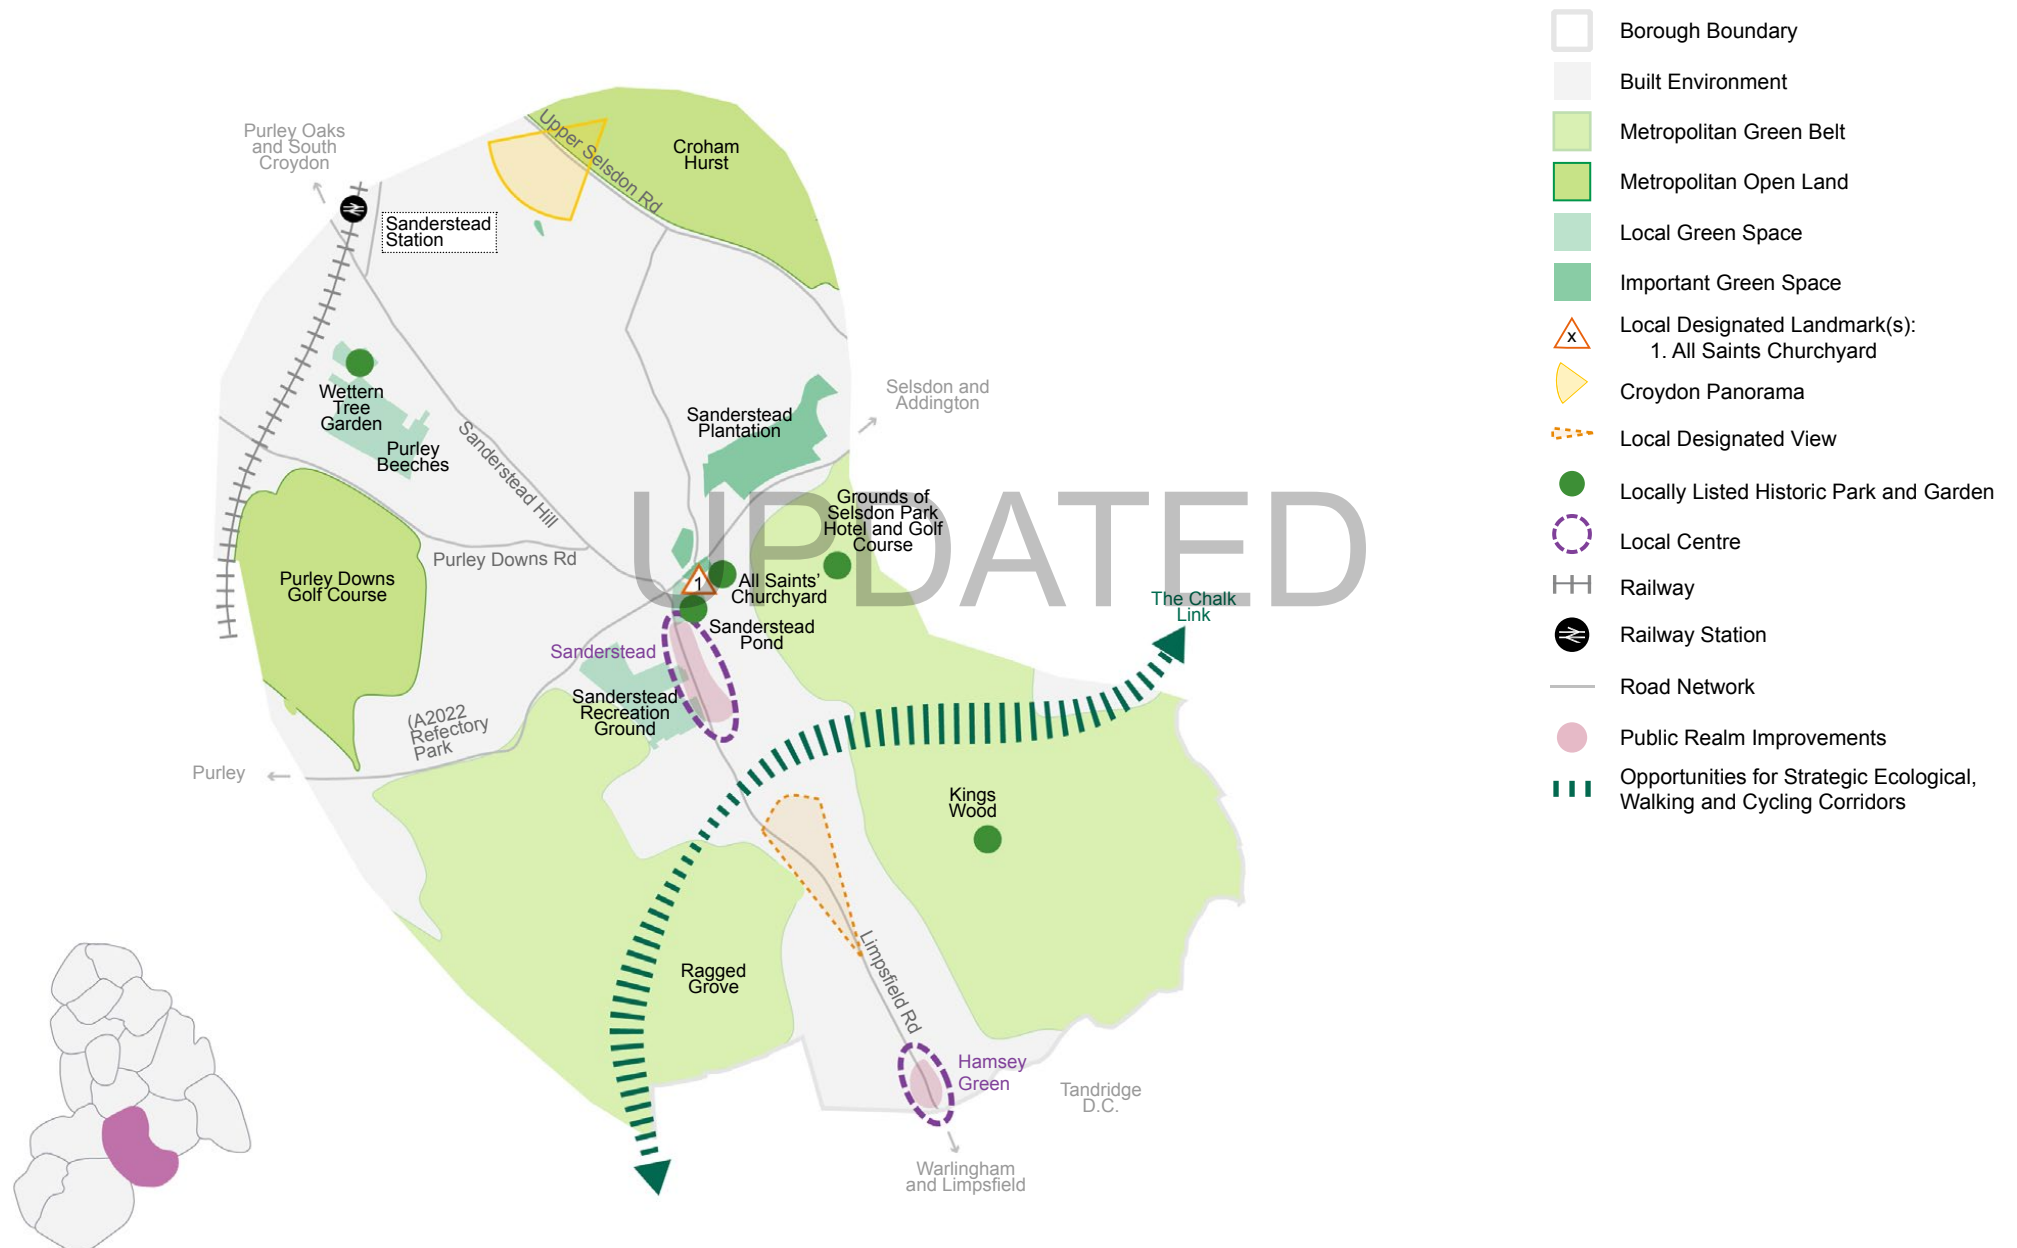 Purley Oaks
and South
Croydon
Upper Selsdon Rd
Croham
Hurst
Sanderstead
Station
Wettern
Tree
Garden
Purley
Beeches
Sanderstead Hill
Sanderstead
Plantation
Selsdon and
Addington
Grounds of
Selsdon Park
Hotel and Golf
Course
UPDATED
Purley Downs Rd
Purley Downs
Golf Course
1
All Saints'
Churchyard
The Chalk
Link
Sanderstead
Pond
Sanderstead
Sanderstead
Recreation
Ground
(A2022
Refectory
Park
Purley
Kings
Wood
Ragged
Grove
Limpsfield Rd
Hamsey
Green
Tandridge
D.C.
Warlingham
and Limpsfield
Borough Boundary
Built Environment
Metropolitan Green Belt
Metropolitan Open Land
Local Green Space
Important Green Space
x
Local Designated Landmark(s):
1. All Saints Churchyard
Croydon Panorama
Local Designated View
Locally Listed Historic Park and Garden
Local Centre
Railway
Railway Station
Road Network
Public Realm Improvements
Opportunities for Strategic Ecological,
Walking and Cycling Corridors